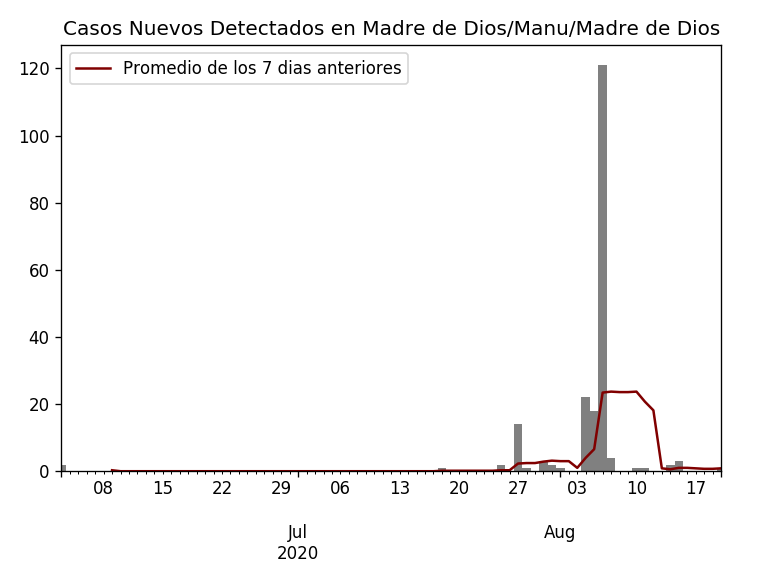 Casos Nuevos Detectados en Madre de Dios/Manu/Madre de Dios
Promedio de los 7 dias anteriores
120
100
80
60
40
20
0
08 15 22 29 06 13 20 27 03 10 17
Jul Aug
2020